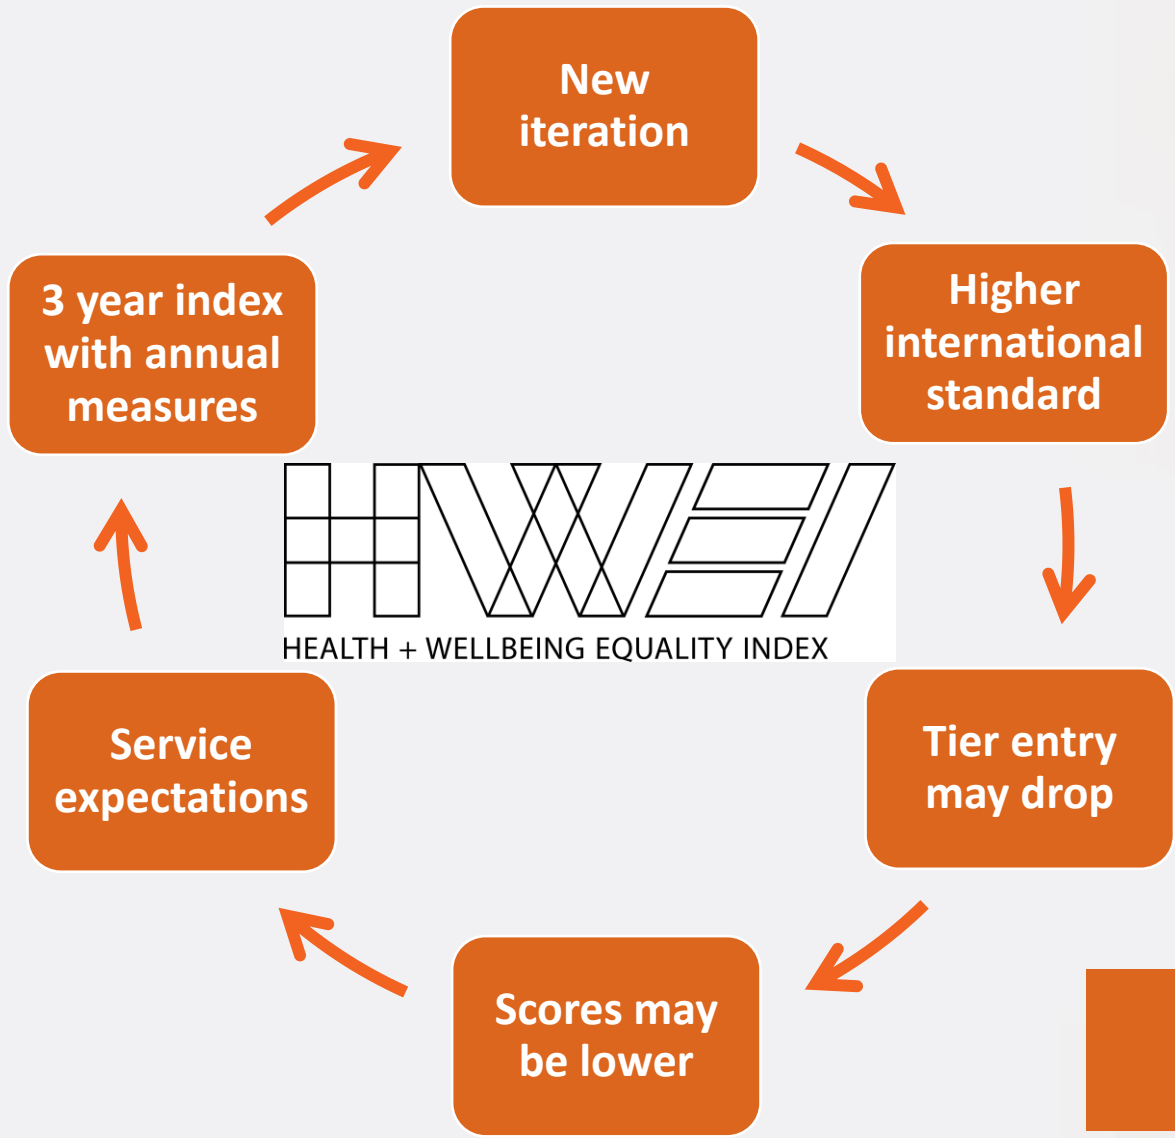 New
iteration
Higher
international
standard
Tier entry
may drop
Scores may
be lower
Service
expectations
3 year index
with annual
measures
HWEI
HEALTH + WELLBEING EQUALITY INDEX